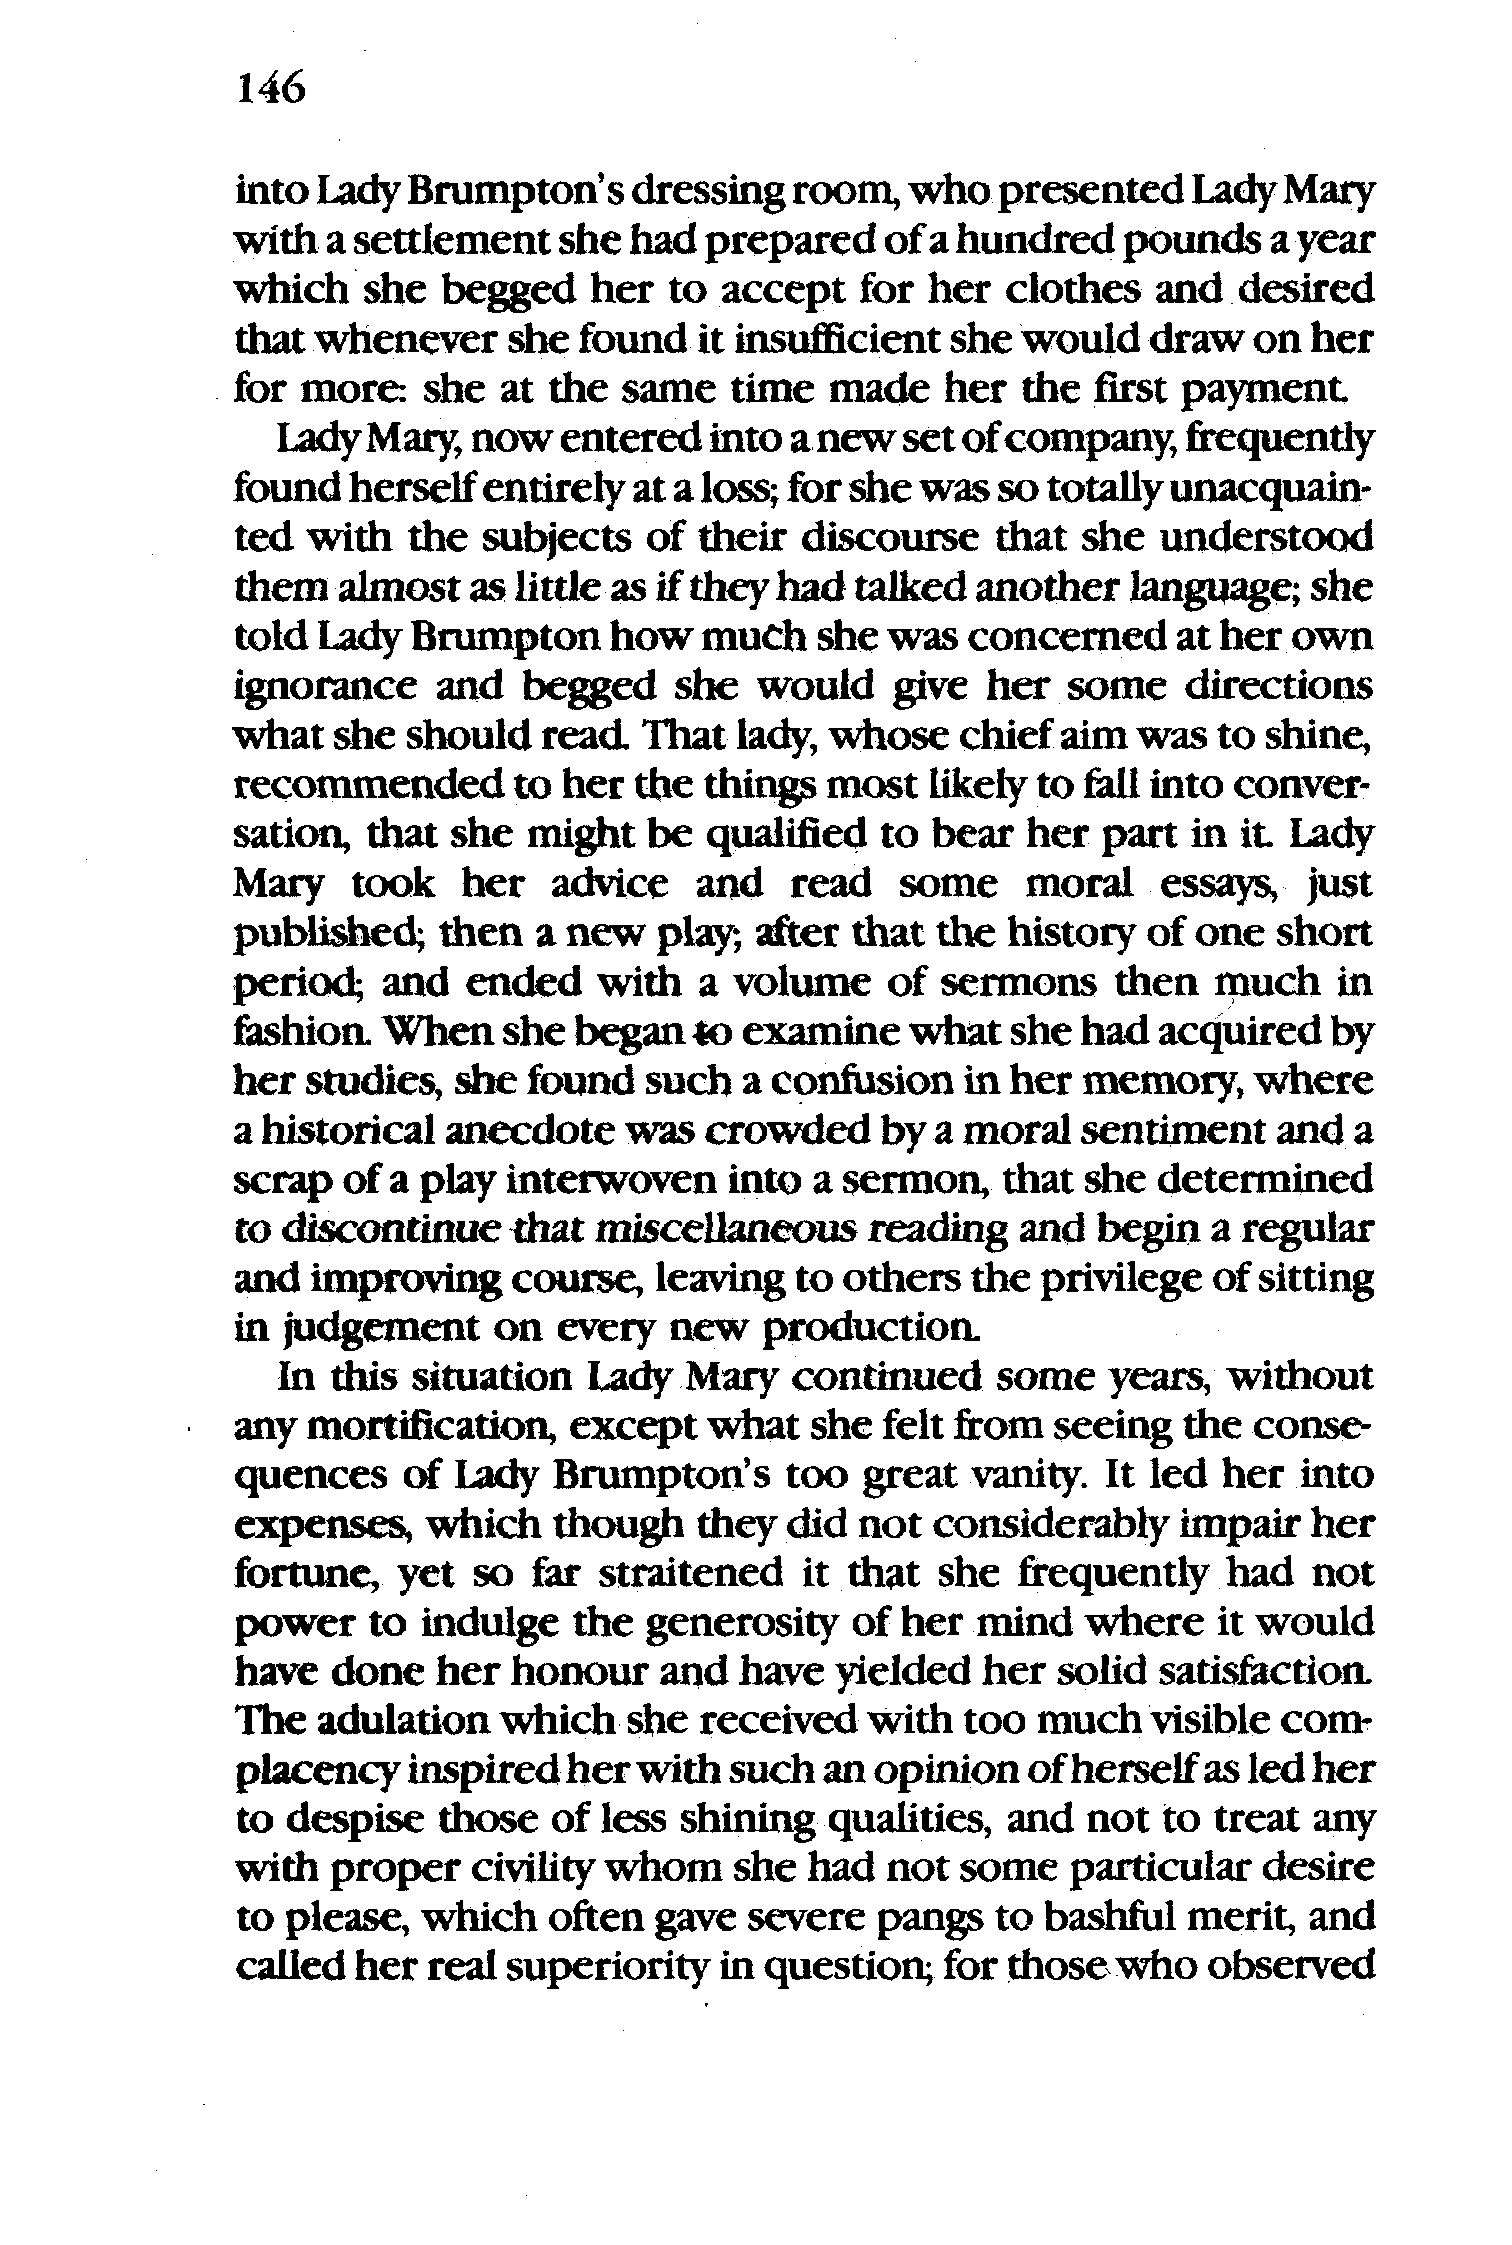 146
into Lady Brumpton's dressing room, who presented Lady Mary
with a settlement she had prepared of a hundred pounds a year
which she begged her to accept for her clothes and desired
that whenever she found it insufficient she would draw on her
for more: she at the same time made her the first payment.
Lady Mary, now entered into a new set of company, frequently
found herself entirely at a loss; for she was so totally unacquain-
ted with the subjects of their discourse that she understood
them almost as little as if they had talked another language; she
told Lady Brumpton how much she was concerned at her own
ignorance and begged she would give her some directions
what she should read. That lady, whose chief aim was to shine,
recommended to her the things most likely to fall into conver-
sation, that she might be qualified to bear her part in it. Lady
Mary took her advice and read some moral essays, just
published; then a new play; after that the history of one short
period; and ended with a volume of sermons then much in
fashion. When she began to examine what she had acquired by
her studies, she found such a confusion in her memory, where
a historical anecdote was crowded by a moral sentiment and a
scrap of a play interwoven into a sermon, that she determined
to discontinue that miscellaneous reading and begin a regular
and improving course, leaving to others the privilege of sitting
in judgement on every new production.
In this situation Lady Mary continued some years, without
any mortification, except what she felt from seeing the conse-
quences of Lady Brumpton's too great vanity. It led her into
expenses, which though they did not considerably impair her
fortune, yet so far straitened it that she frequently had not
power to indulge the generosity of her mind where it would
have done her honour and have yielded her solid satisfaction.
The adulation which she received with too much visible com-
placency inspired her with such an opinion of herself as led her
to despise those of less shining qualities, and not to treat any
with proper civility whom she had not some particular desire
to please, which often gave severe pangs to bashful merit, and
called her real superiority in question; for those who observed